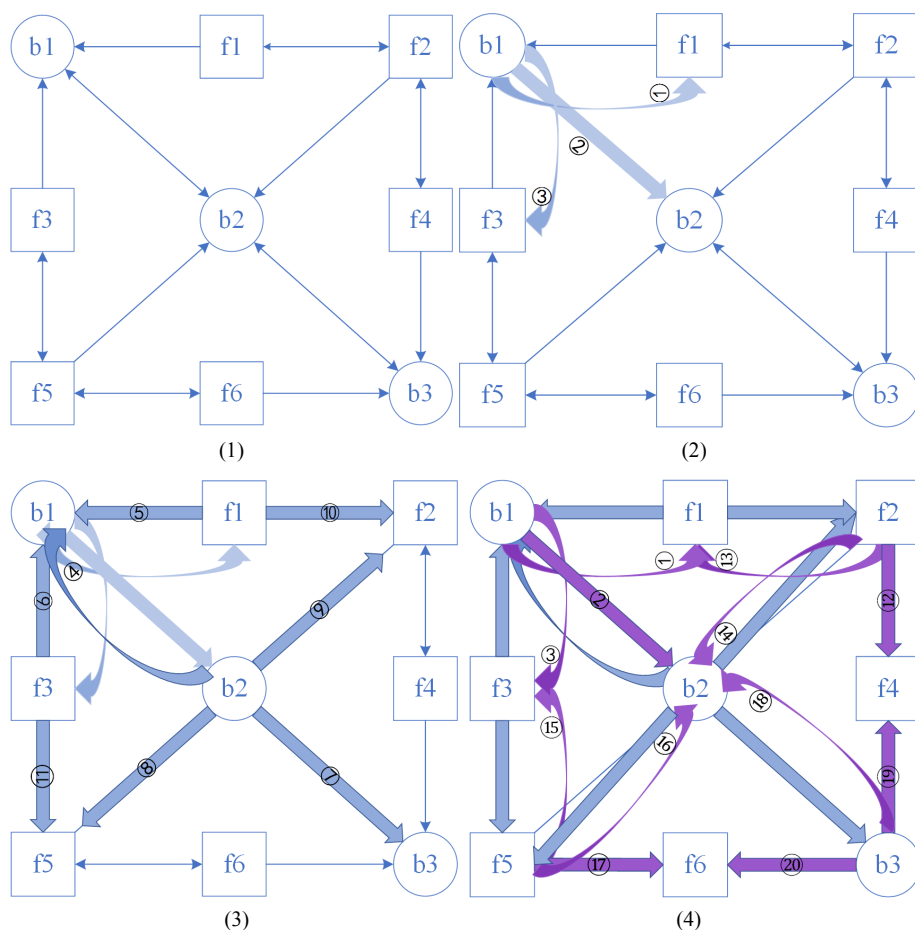 b1 f1 f2
f3 b2 f4
f5 f6 b3
(1)
b1 f1 f2
①
②
③
f3 b2 f4
f5 f6 b3
(2)
b1 ⑤ f1 ⑩ f2
④
⑥ ⑨
f3 b2 f4
⑪ ⑧ ⑦
f5 f6 b3
(3)
b1 f1 f2
① ⑬
② ⑫
⑭
③
f3 b2 f4
⑱
⑮ ⑯
⑲
f5 ⑰ f6 ⑳ b3
(4)